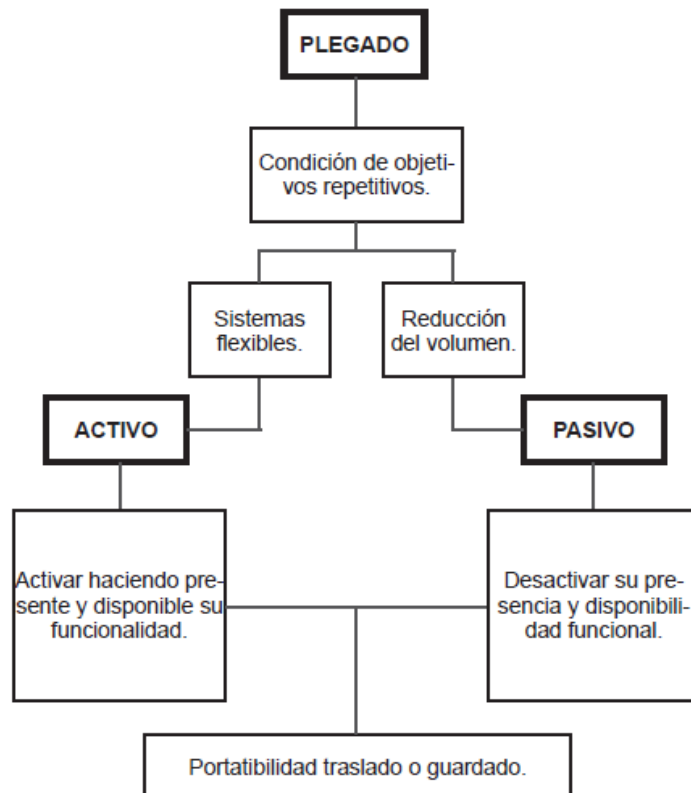 PLEGADO
Condición de objeti-
vos repetitivos.
Sistemas
flexibles.
Reducción
del volumen.
ACTIVO
PASIVO
Activar haciendo pre-
sente y disponible su
funcionalidad.
Desactivar su pre-
sencia y disponibili-
dad funcional.
Portatibilidad traslado o guardado.